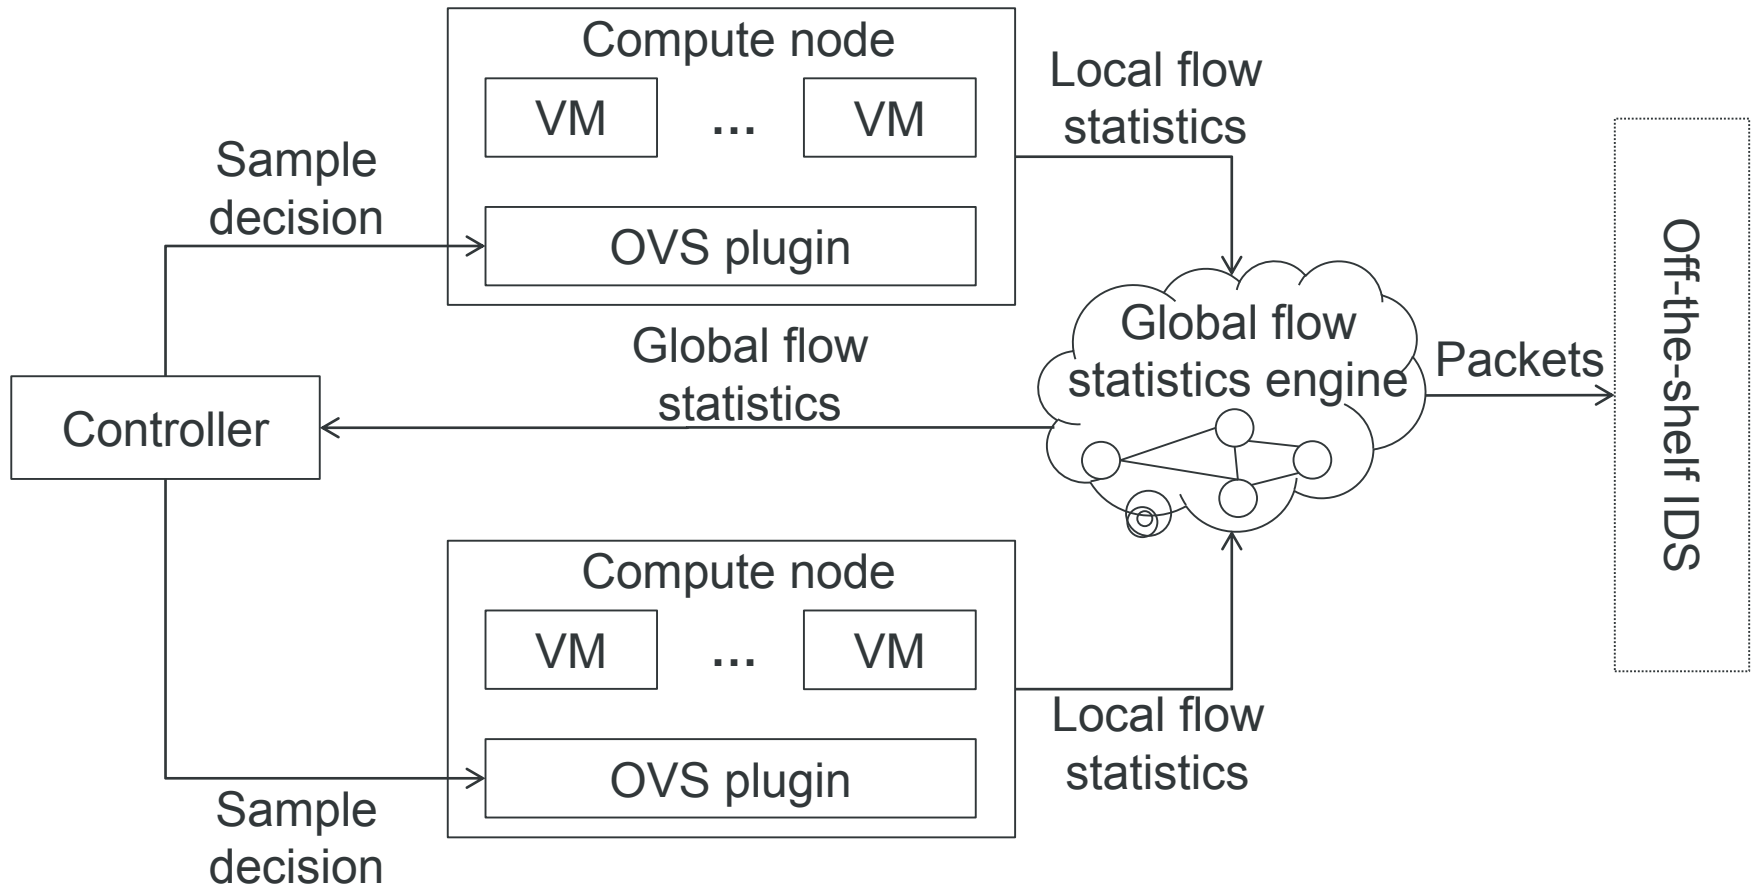 Compute node
VM ... VM
OVS plugin
Sample
decision
Local flow
statistics
Global flow
statistics
Controller
Global flow
statistics engine
Packets
Off-the-shelf IDS
Compute node
VM ... VM
OVS plugin
Sample
decision
Local flow
statistics